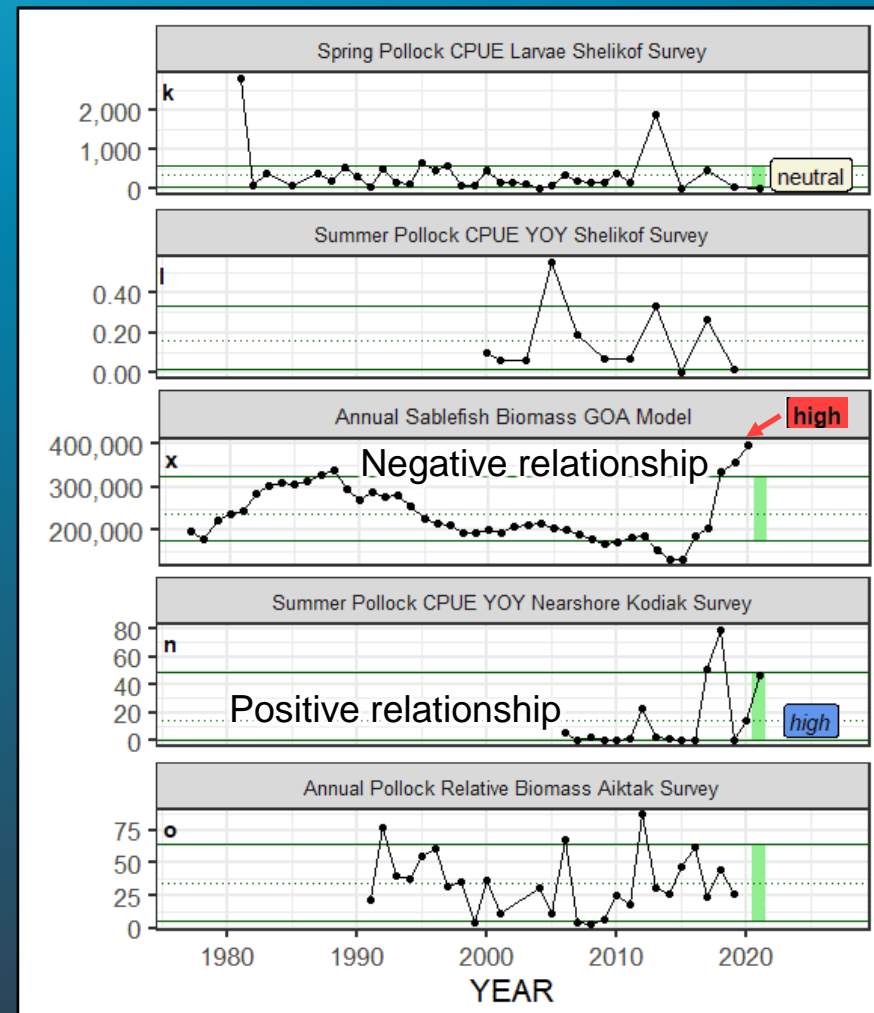 Spring Pollock CPUE Larvae Shelikof Survey
k
2,000
1,000
0
neutral
Summer Pollock CPUE YOY Shelikof Survey
l
0.40
0.20
0.00
Annual Sablefish Biomass GOA Model
high
400,000
x
Negative relationship
300,000
200,000
Summer Pollock CPUE YOY Nearshore Kodiak Survey
80
n
60
40
Positive relationship
20
high
0
Annual Pollock Relative Biomass Aiktak Survey
75
o
50
25
0
1980 1990 2000 2010 2020
YEAR